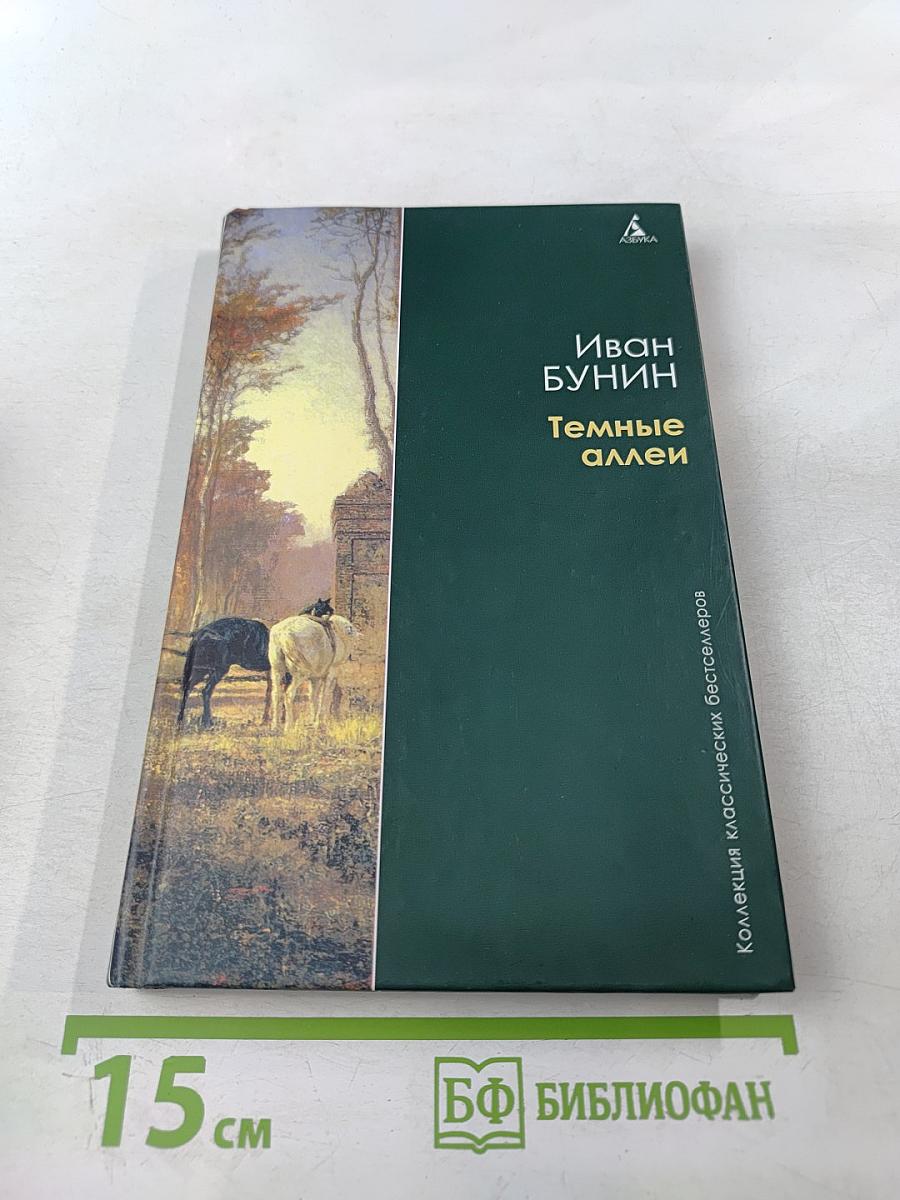 АЗБУКА
Иван
БУНИН
Темные
аллеи
Коллекция классических бестселлеров
15 см
БФ БИБЛИОФАН